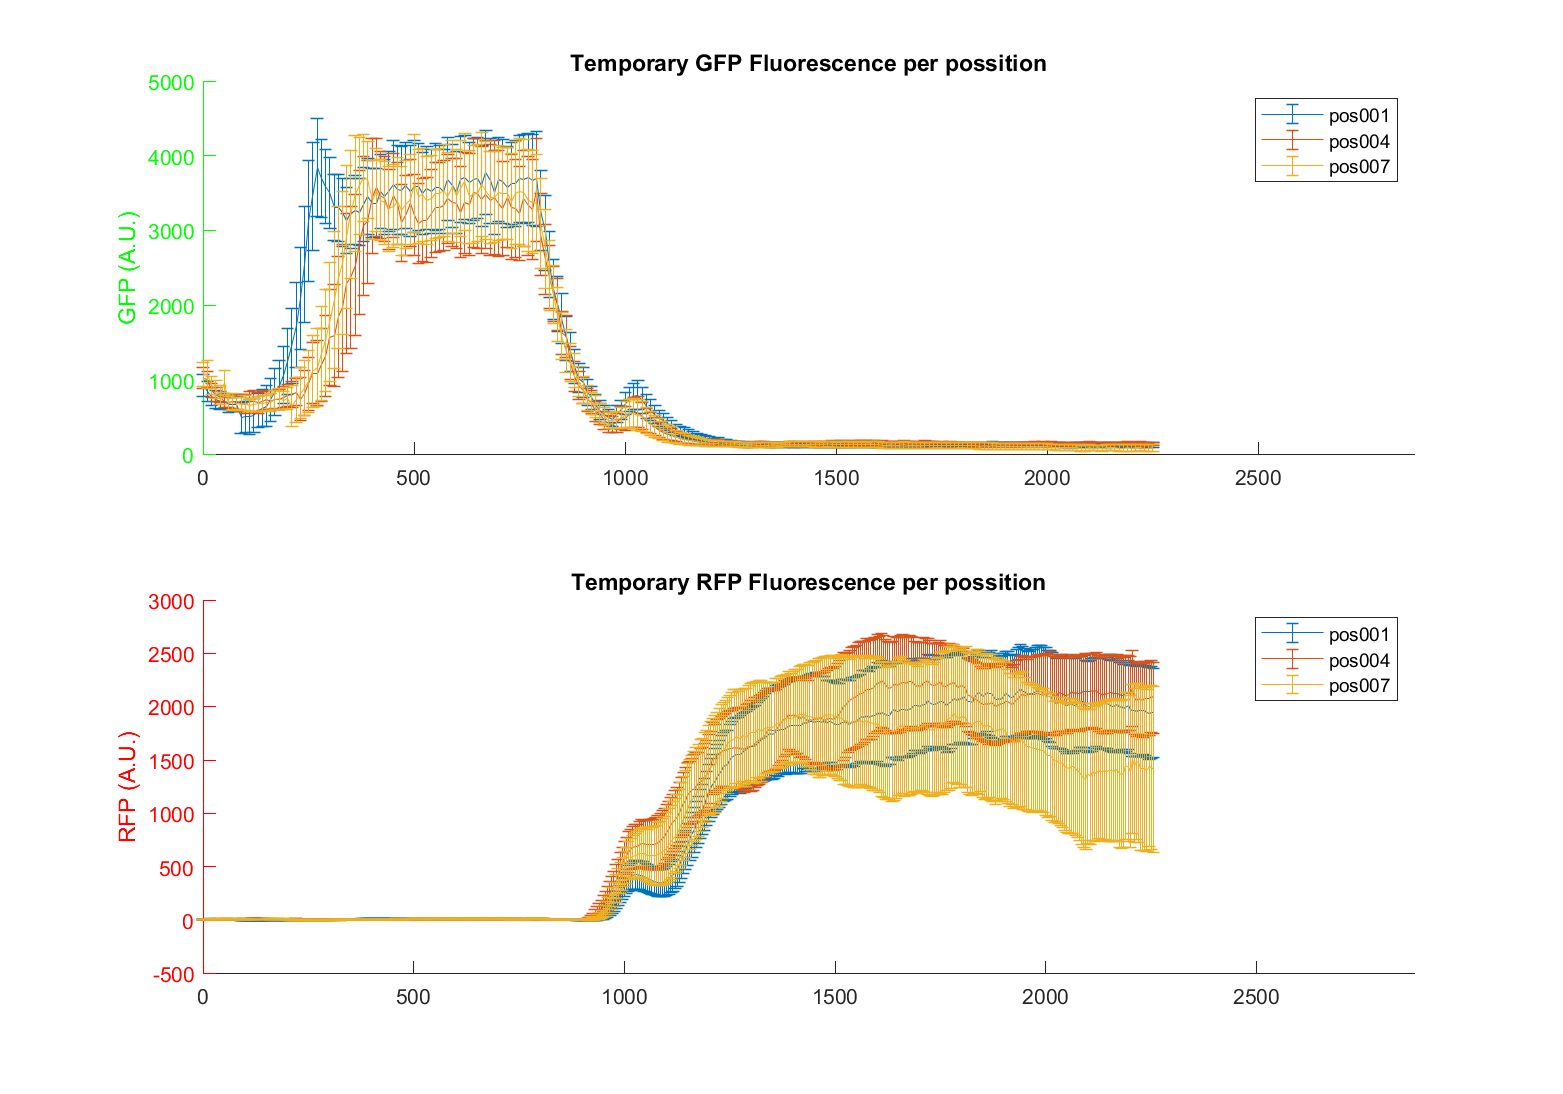 Temporary GFP Fluorescence per possition
5000
4000
3000
2000
1000
0
GFP (A.U.)
0 500 1000 1500 2000 2500
pos001
pos004
pos007
Temporary RFP Fluorescence per possition
3000
2500
2000
1500
1000
500
0
-500
RFP (A.U.)
0 500 1000 1500 2000 2500
pos001
pos004
pos007